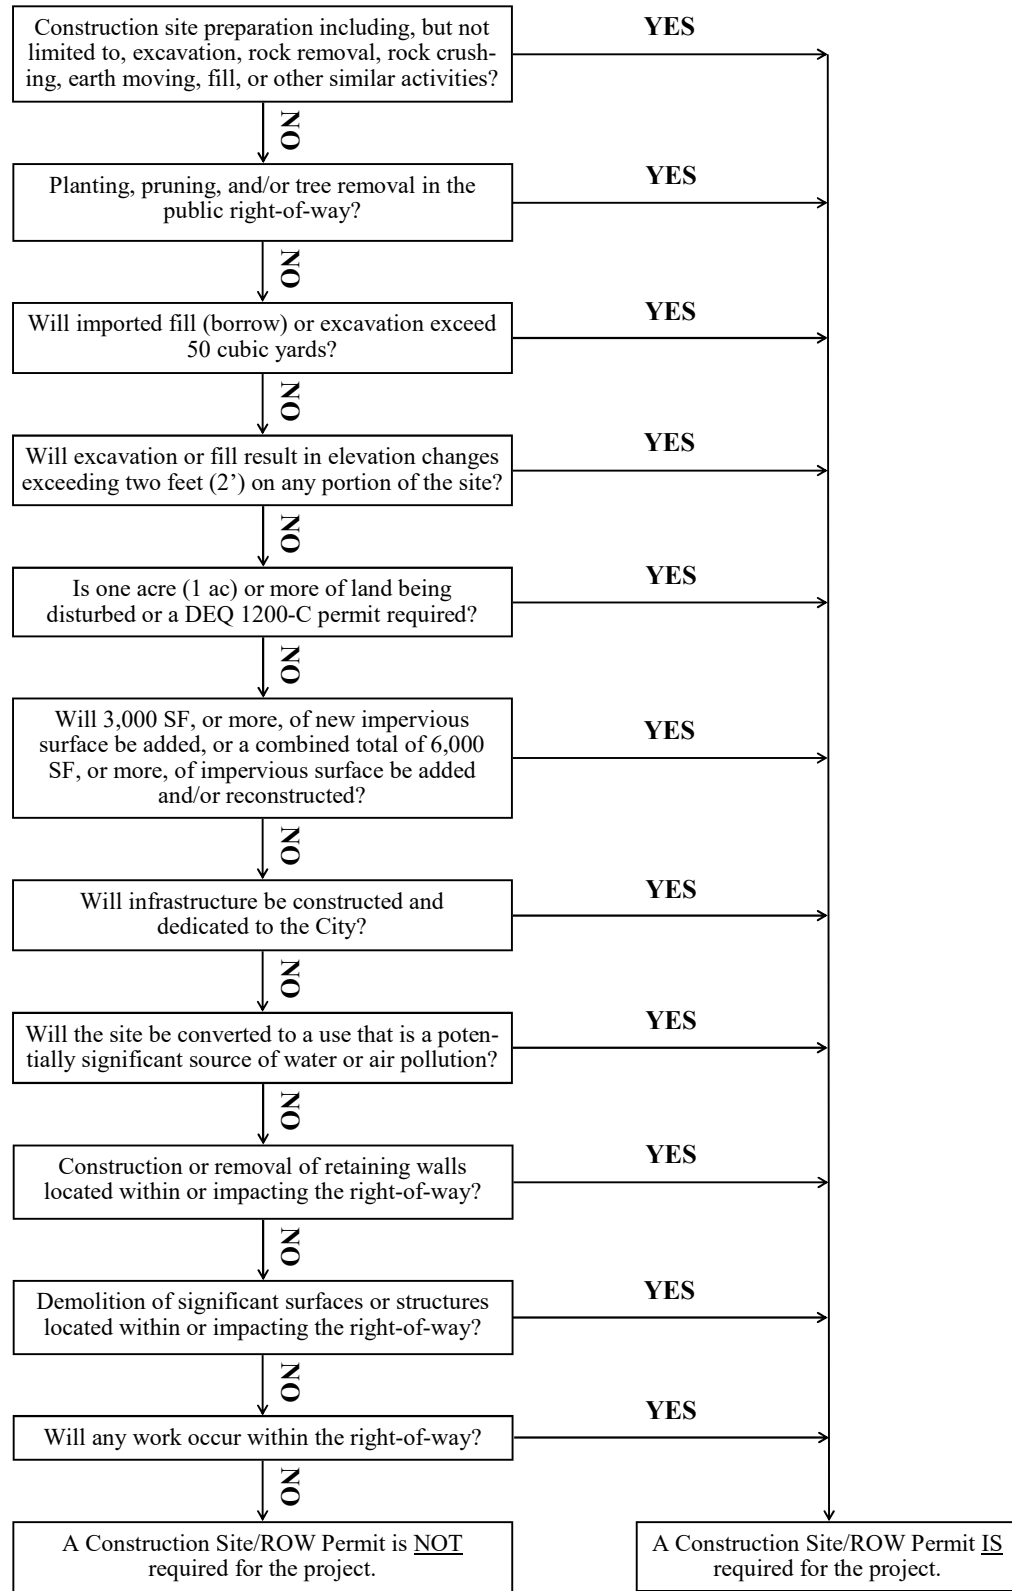 Construction site preparation including, but not
limited to, excavation, rock removal, rock crush-
ing, earth moving, fill, or other similar activities?
YES
NO
Planting, pruning, and/or tree removal in the
public right-of-way?
YES
NO
Will imported fill (borrow) or excavation exceed
50 cubic yards?
YES
NO
Will excavation or fill result in elevation changes
exceeding two feet (2’) on any portion of the site?
YES
NO
Is one acre (1 ac) or more of land being
disturbed or a DEQ 1200-C permit required?
YES
NO
Will 3,000 SF, or more, of new impervious
surface be added, or a combined total of 6,000
SF, or more, of impervious surface be added
and/or reconstructed?
YES
NO
Will infrastructure be constructed and
dedicated to the City?
YES
NO
Will the site be converted to a use that is a poten-
tially significant source of water or air pollution?
YES
NO
Construction or removal of retaining walls
located within or impacting the right-of-way?
YES
NO
Demolition of significant surfaces or structures
located within or impacting the right-of-way?
YES
NO
Will any work occur within the right-of-way?
YES
NO
A Construction Site/ROW Permit is NOT
required for the project.
A Construction Site/ROW Permit IS
required for the project.